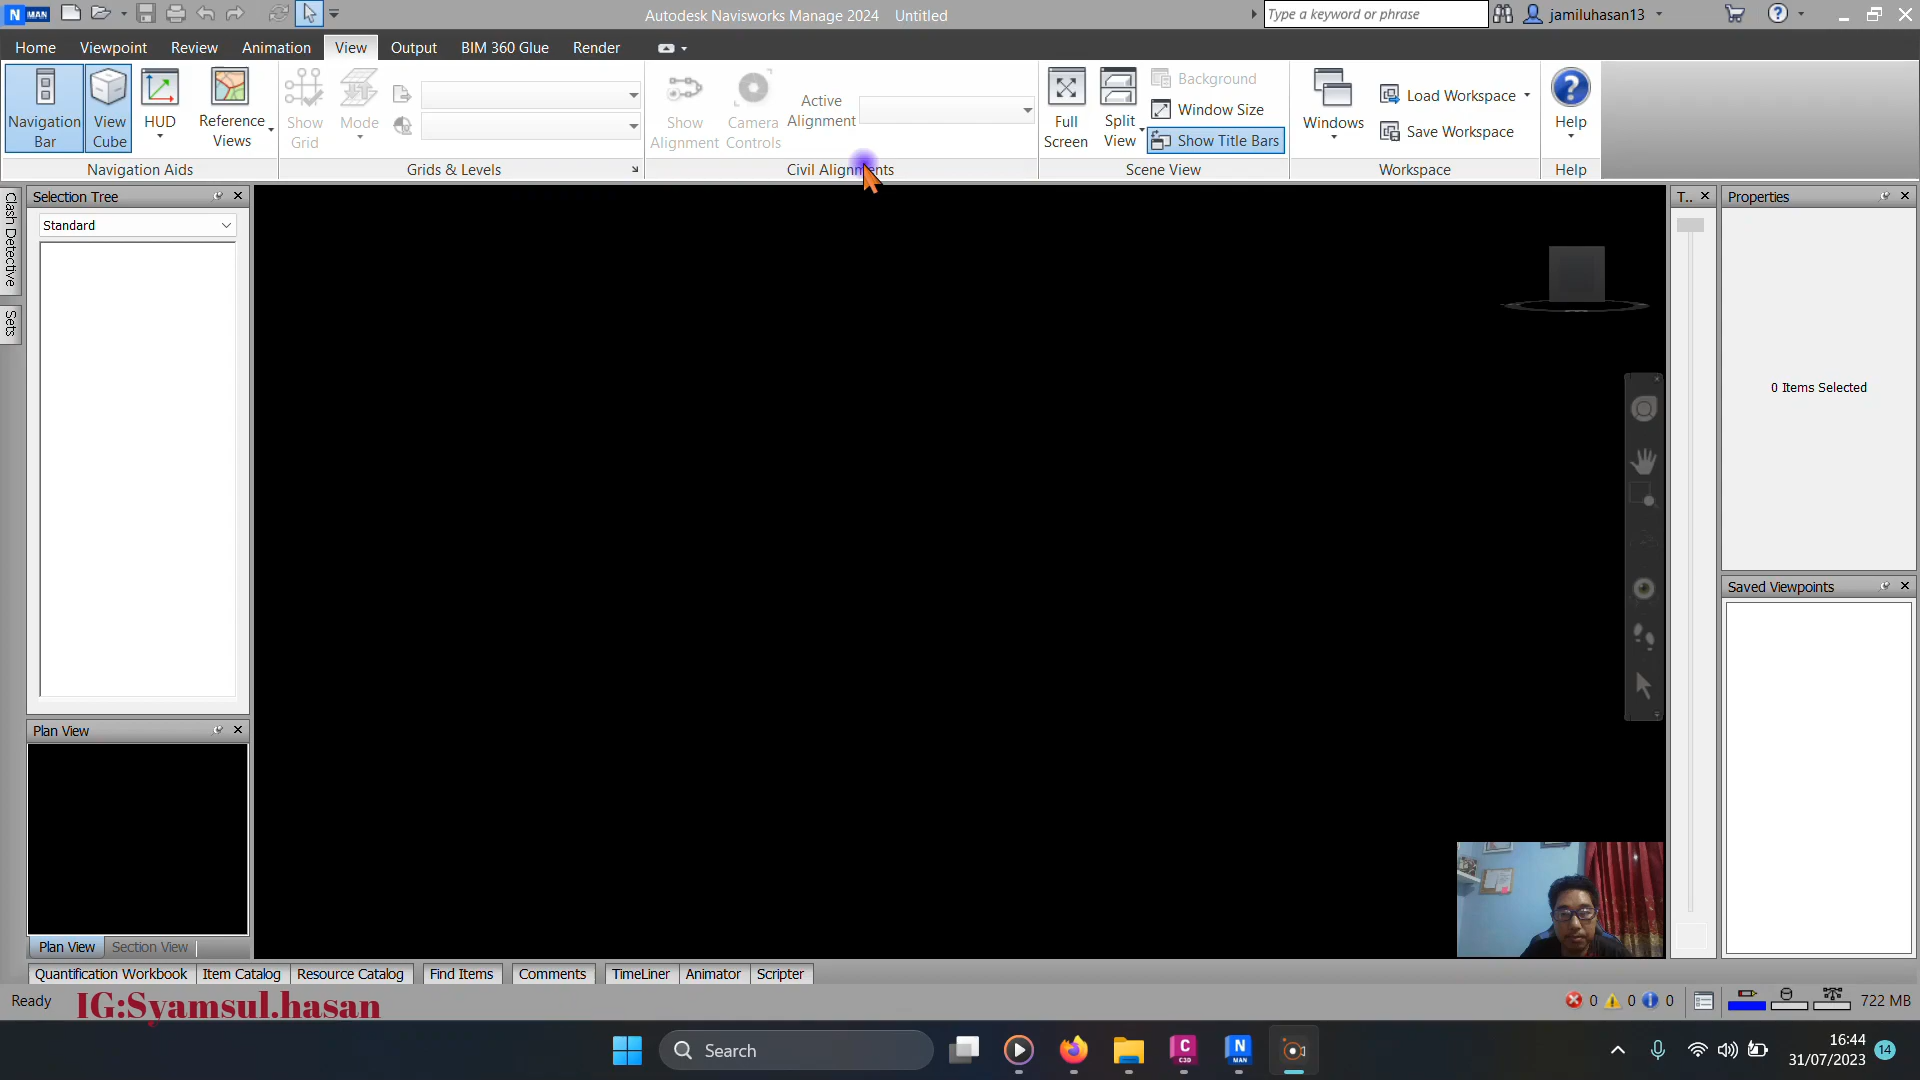 MAN
Autodesk Navisworks Manage 2024 Untitled
Type a keyword or phrase
jamiluhasan13
Home Viewpoint Review Animation View Output BIM 360 Glue Render
Navigation Bar
View Cube
HUD
Reference Views
Navigation Aids
Show Grid
Mode
Grids & Levels
Show Alignment
Camera Controls
Active Alignment
Civil Alignments
Full Screen
Split View
Background
Window Size
Show Title Bars
Scene View
Windows
Load Workspace
Save Workspace
Workspace
Help
Help
Clash Detective
Sets
Selection Tree
Standard
T..
Properties
0 Items Selected
Saved Viewpoints
Plan View
Plan View Section View
Quantification Workbook Item Catalog Resource Catalog Find Items Comments TimeLiner Animator Scripter
Ready
IG:Syamsul.hasan
0 0 0
722 MB
Search
16:44
31/07/2023
14